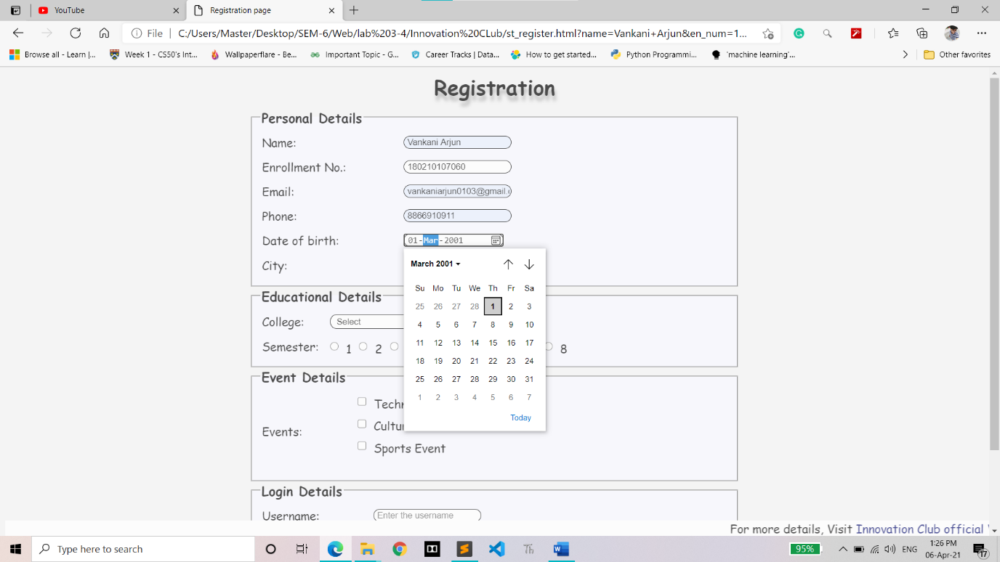 YouTube
Registration page
File
C:/Users/Master/Desktop/SEM-6/Web/lab%203-4/Innovation%20CLub/st_register.html?name=Vankani+Arjun&en_num=1...
Browse all - Learn |...
Week 1 - CS50's Int...
Wallpaperflare - Be...
Important Topic - G...
Career Tracks | Data...
How to get started...
Python Programmi...
'machine learning'...
Other favorites
Registration
Personal Details
Name: Vankani Arjun
Enrollment No.: 180210107060
Email: vankaniarjun0103@gmail.
Phone: 8866910911
Date of birth: 01-Mar-2001
City:
March 2001
Su Mo Tu We Th Fr Sa
25 26 27 28 1 2 3
4 5 6 7 8 9 10
11 12 13 14 15 16 17
18 19 20 21 22 23 24
25 26 27 28 29 30 31
1 2 3 4 5 6 7
Today
Educational Details
College: Select
Semester: 1 2 8
Event Details
Events:
Techn
Cultur
Sports Event
Login Details
Username: Enter the username
For more details, Visit Innovation Club official
Type here to search
Th
95%
ENG
1:26 PM
06-Apr-21
17